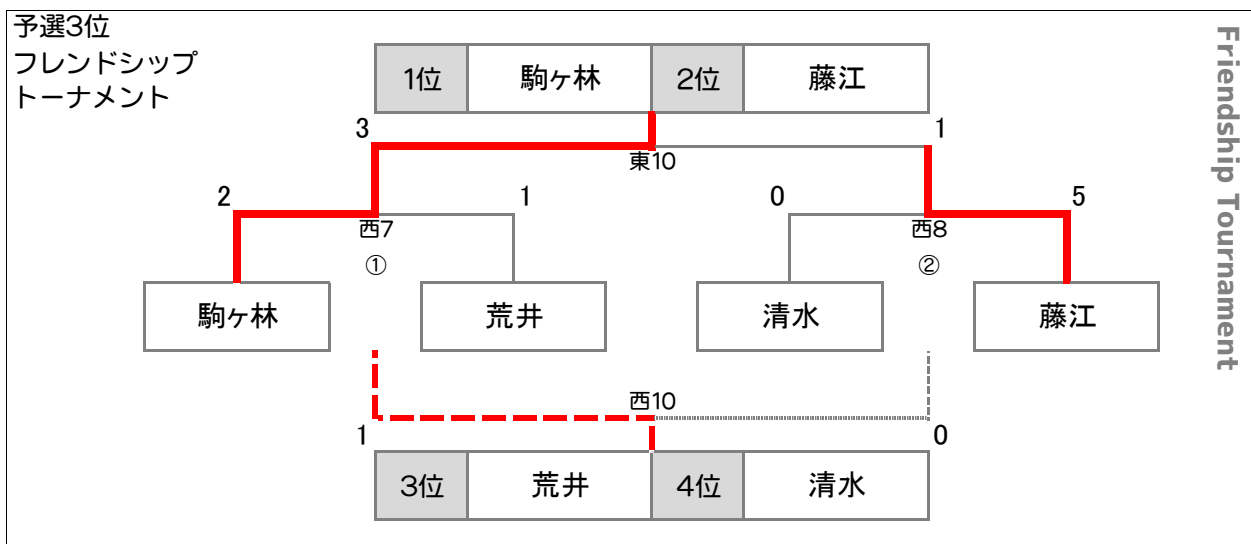 予選3位
フレンドシップ
トーナメント
Friendship Tournament
1位 駒ヶ林 2位 藤江
3 1
東10
2 1 0 5
西7 西8
① ②
駒ヶ林 荒井 清水 藤江
西10
1 0
3位 荒井 4位 清水